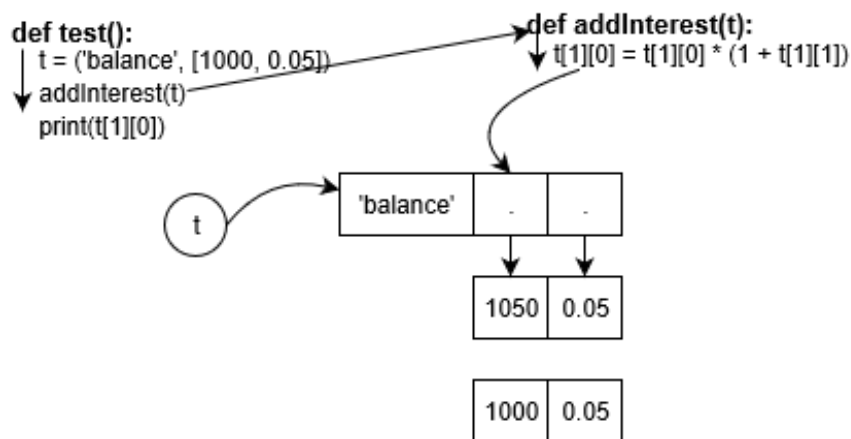 def test():
t = ('balance', [1000, 0.05])
addInterest(t)
print(t[1][0])
def addInterest(t):
t[1][0] = t[1][0] * (1 + t[1][1])
t
'balance' . .
1050 0.05
1000 0.05